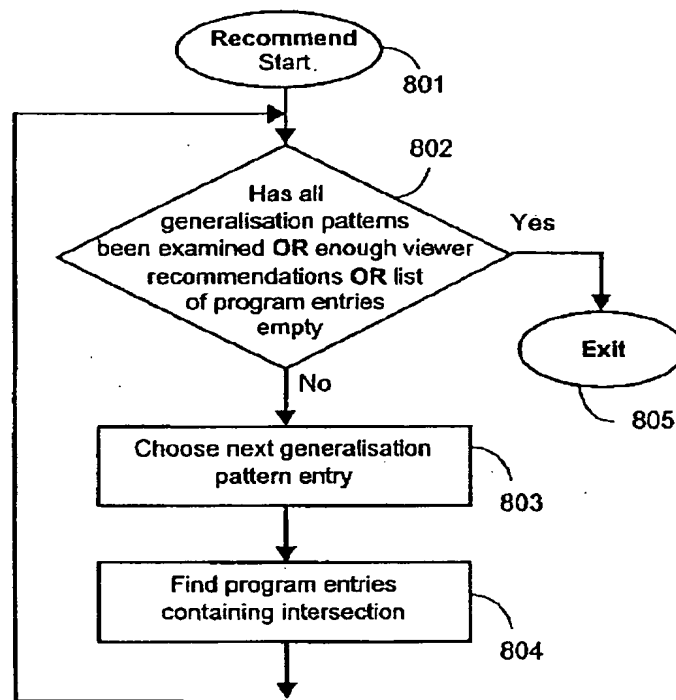 Recommend
Start.
801
802
Has all
generalisation patterns
been examined OR enough viewer
recommendations OR list
of program entries
empty
Yes
Exit
805
No
Choose next generalisation
pattern entry
803
Find program entries
containing intersection
804